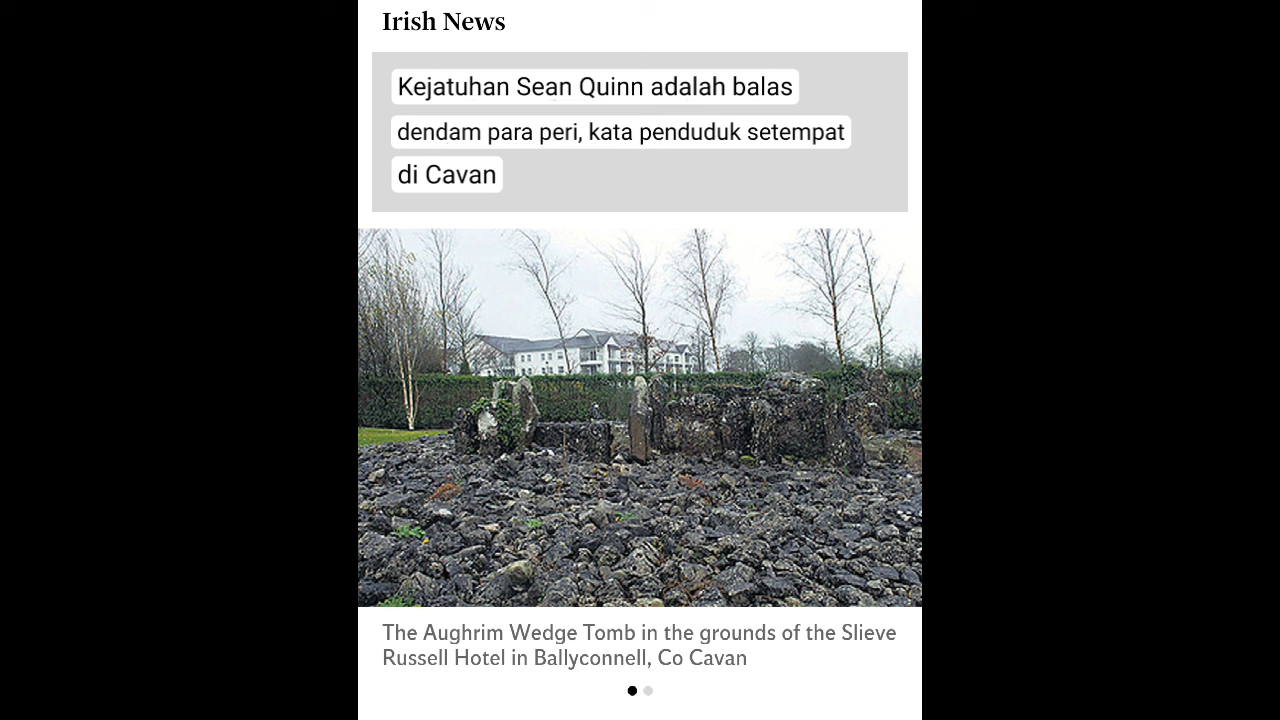 Irish News
Kejatuhan Sean Quinn adalah balas
dendam para peri, kata penduduk setempat
di Cavan
The Aughrim Wedge Tomb in the grounds of the Slieve
Russell Hotel in Ballyconnell, Co Cavan